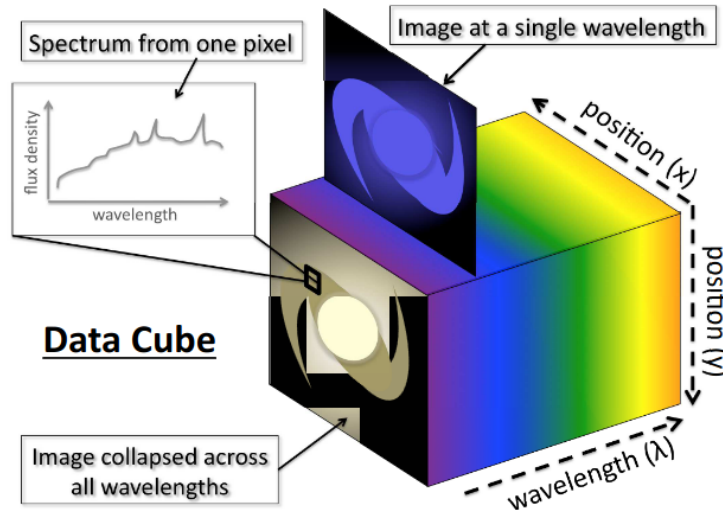 Spectrum from one pixel
Image at a single wavelength
flux density
wavelength
position (x)
position (y)
wavelength (λ)
Data Cube
Image collapsed across
all wavelengths